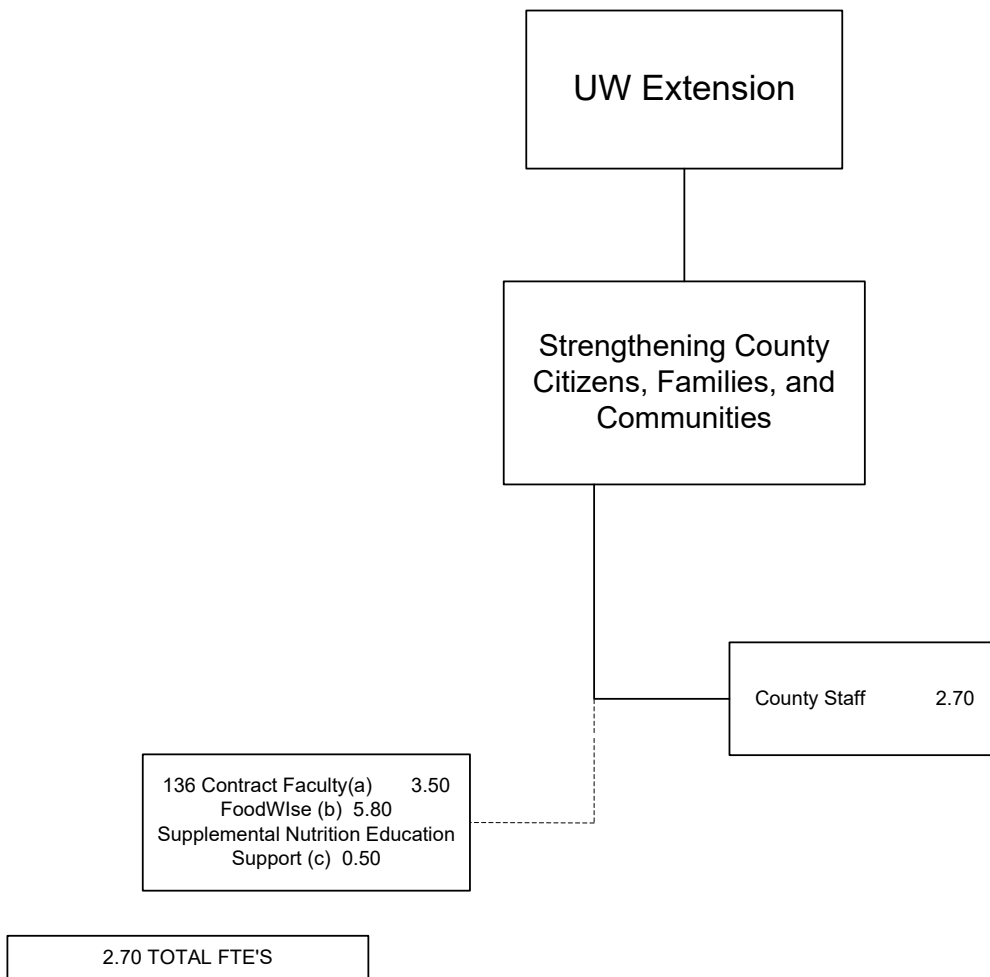 UW Extension
Strengthening County
Citizens, Families, and
Communities
County Staff 2.70
136 Contract Faculty(a) 3.50
FoodWIse (b) 5.80
Supplemental Nutrition Education
Support (c) 0.50
2.70 TOTAL FTE'S